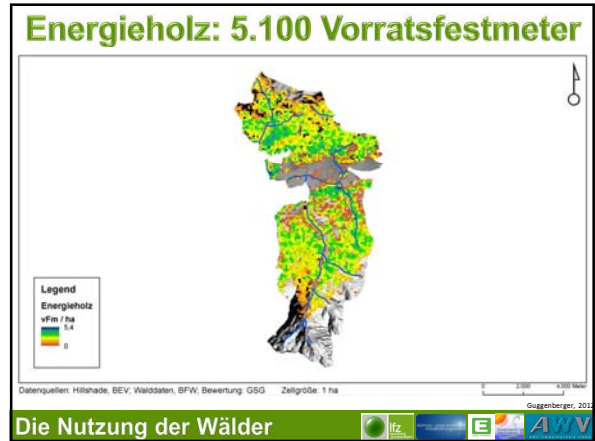 Energieholz: 5.100 Vorratsfestmeter
Legend
Energieholz
vFm / ha
5,4
0
Datenquellen: Hillshade, BEV; Walddaten, BFW; Bewertung: GSG Zellgröße: 1 ha
0 2.000 4.000 Meter
Guggenberger, 2012
Die Nutzung der Wälder
lfz
E
AWV